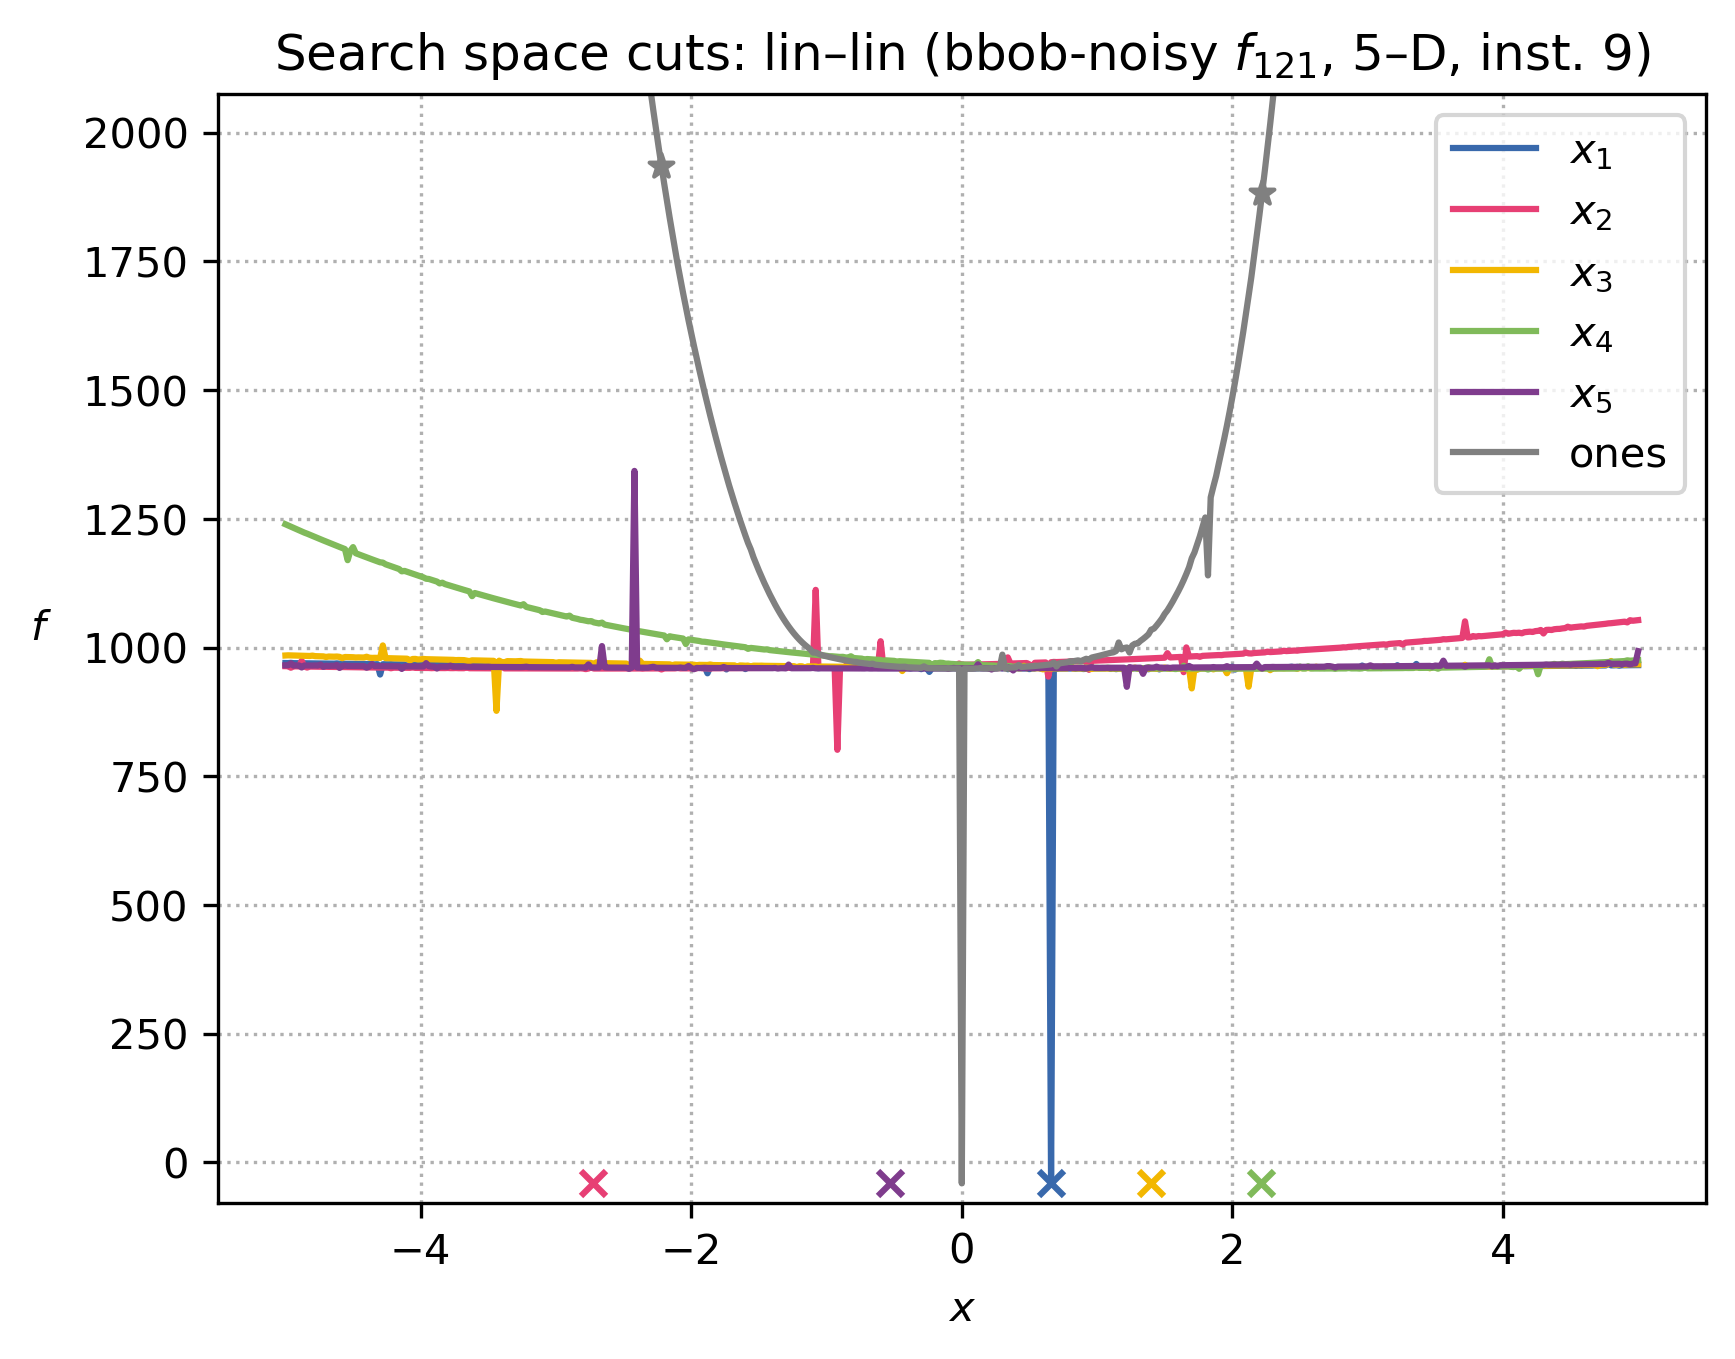 Search space cuts: lin–lin (bbob-noisy f₁₂₁, 5–D, inst. 9)
2000
1750
1500
1250
1000
750
500
250
0
f
−4
−2
0
2
4
x
x₁
x₂
x₃
x₄
x₅
ones